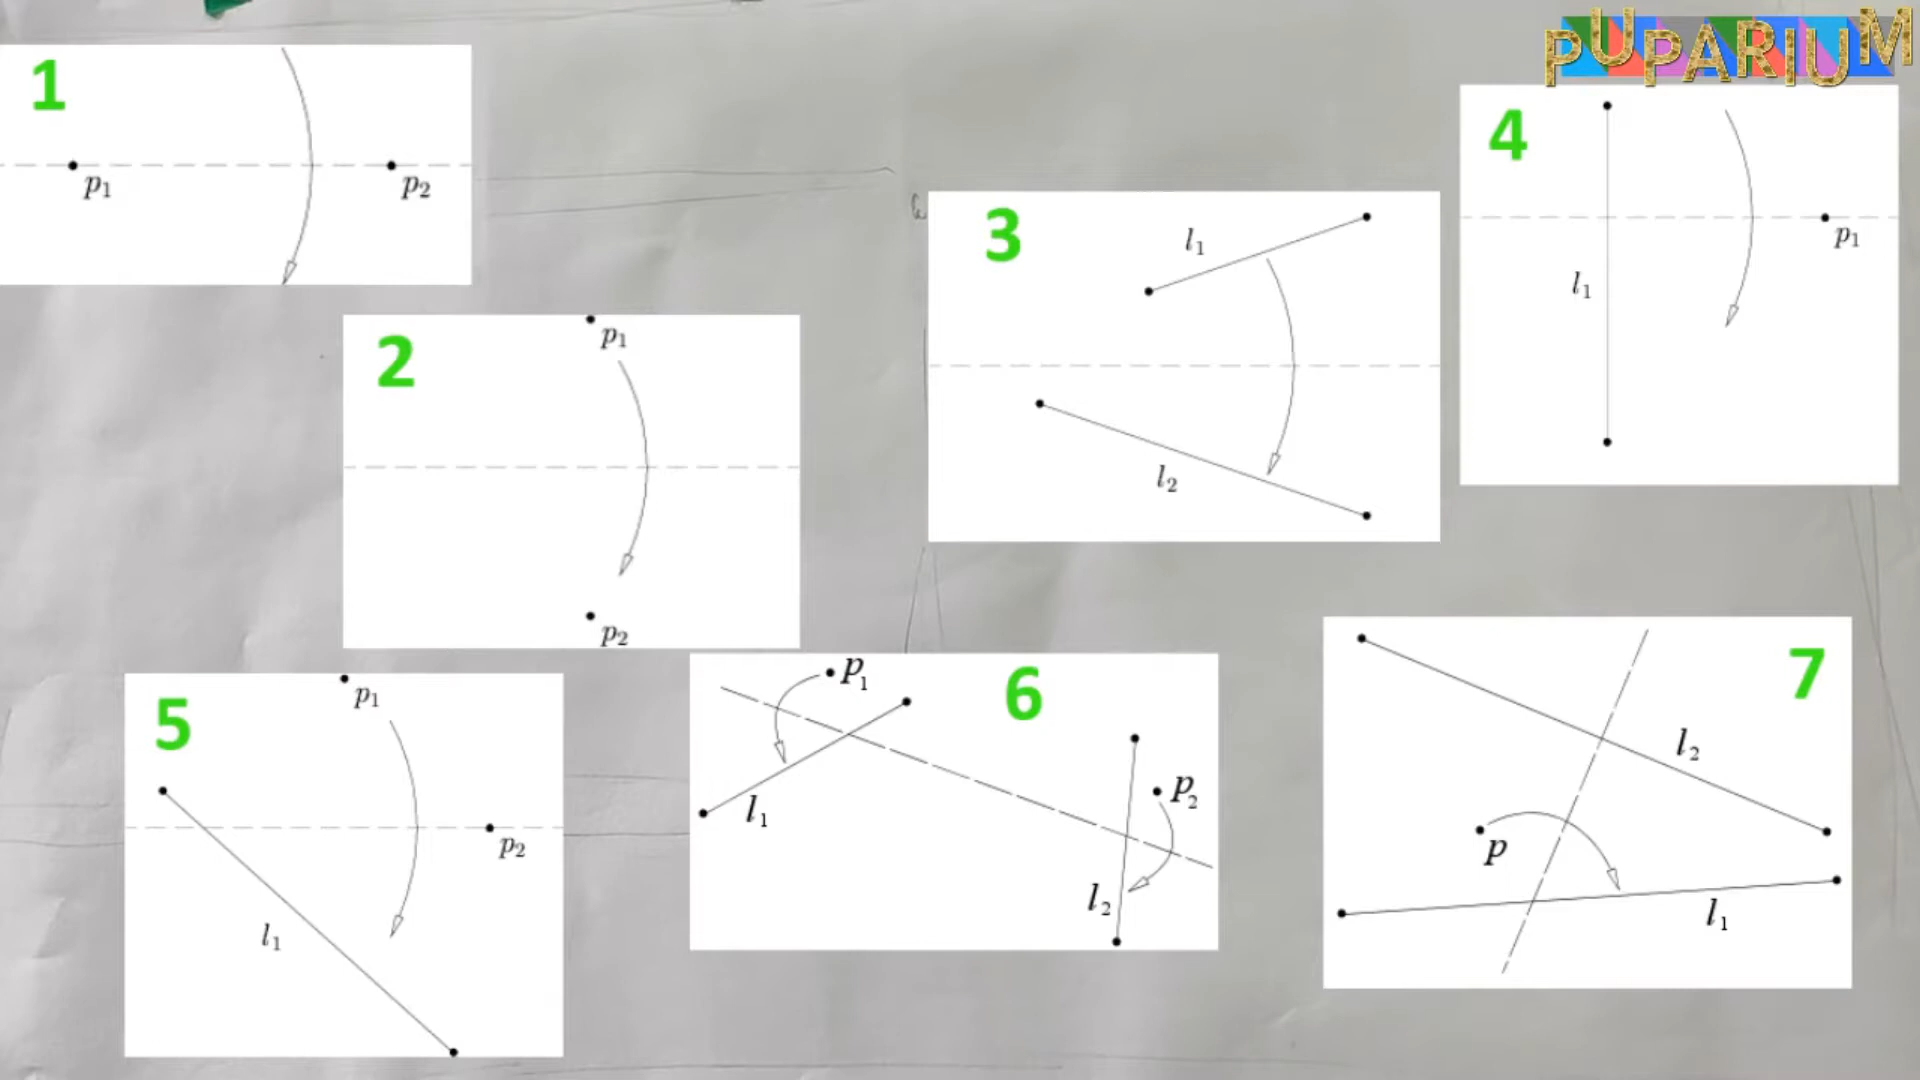 PUPARIUM
1
p₁
p₂
2
p₁
p₂
3
l₁
l₂
4
l₁
p₁
5
p₁
p₂
l₁
6
p₁
l₁
p₂
l₂
7
l₂
p
l₁